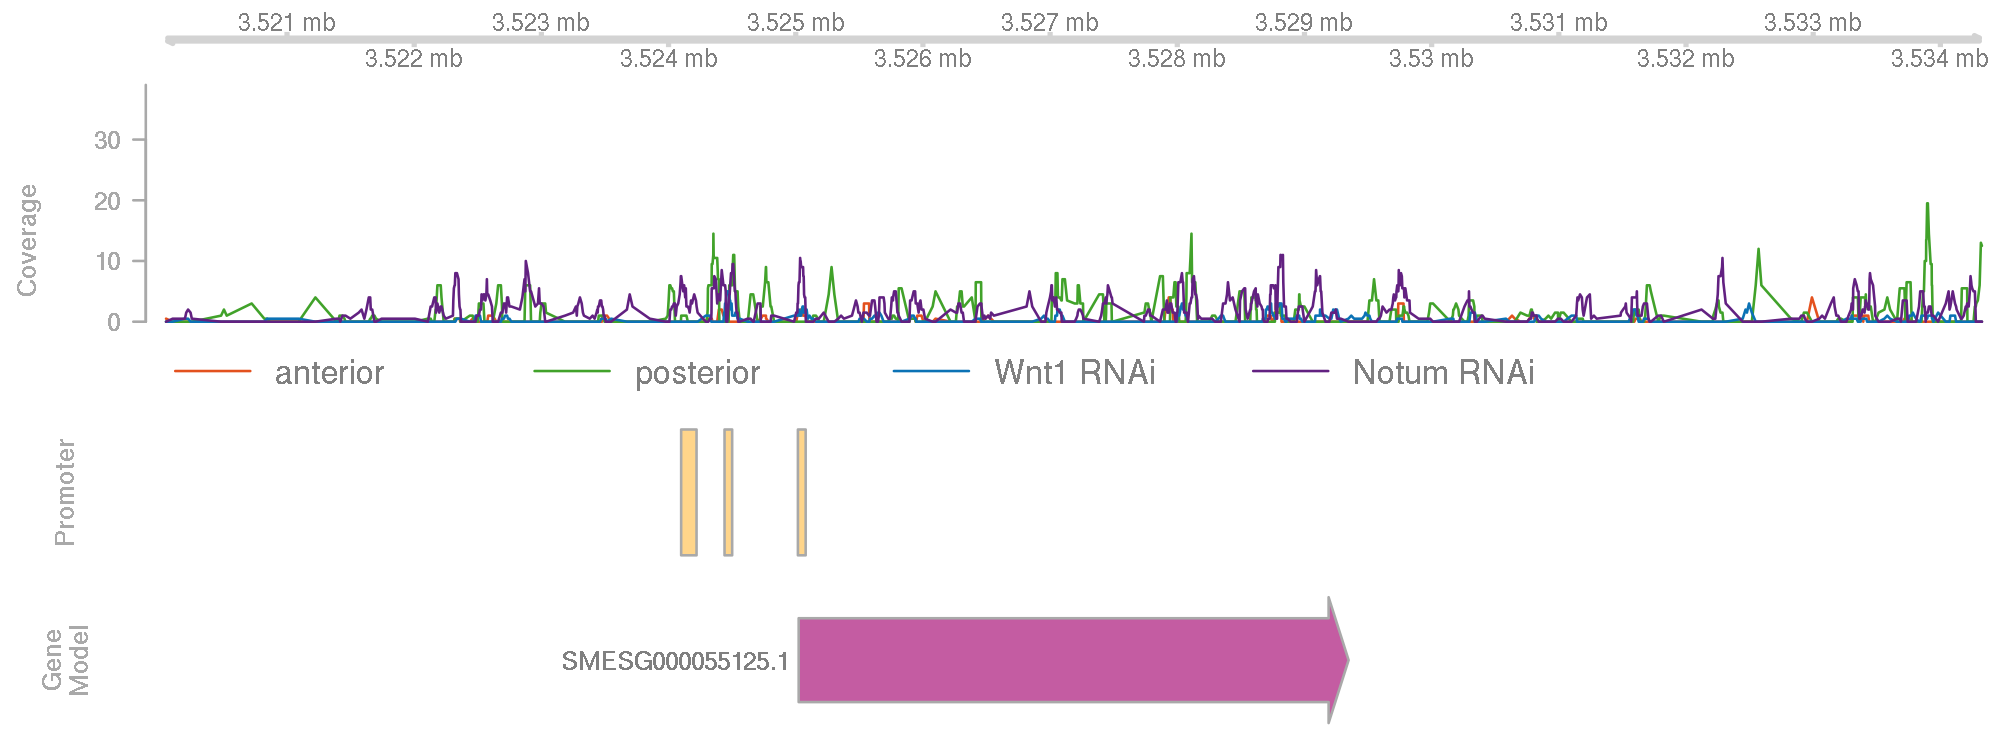 3.521 mb 3.523 mb 3.525 mb 3.527 mb 3.529 mb 3.531 mb 3.533 mb
3.522 mb 3.524 mb 3.526 mb 3.528 mb 3.53 mb 3.532 mb 3.534 mb
Coverage
30
20
10
0
anterior posterior Wnt1 RNAi Notum RNAi
Promoter
Gene
Model
SMESG000055125.1